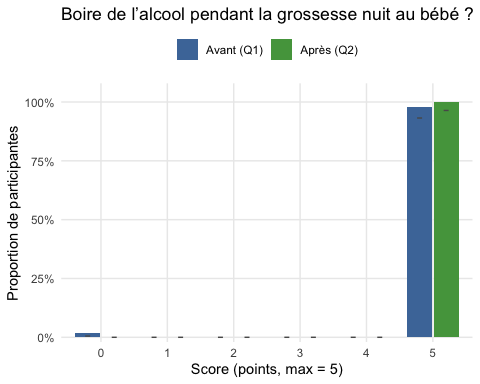 Boire de l’alcool pendant la grossesse nuit au bébé ?
Avant (Q1) Après (Q2)
100%
75%
50%
25%
0%
Proportion de participantes
0 1 2 3 4 5
Score (points, max = 5)